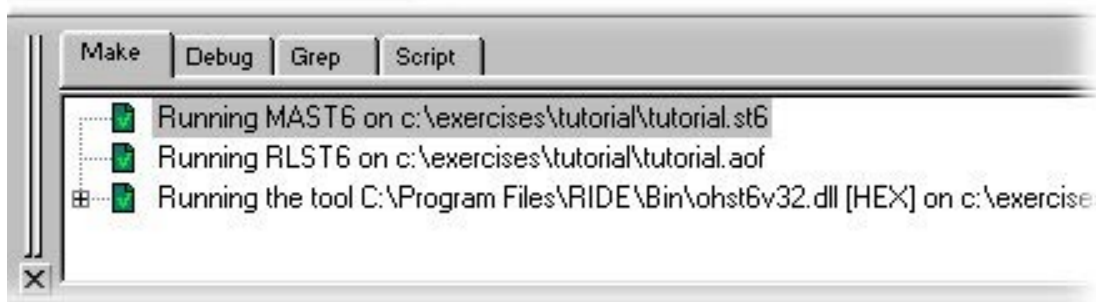 Make Debug Grep Script
Running MAST6 on c:\exercises\tutorial\tutorial.st6
Running RLST6 on c:\exercises\tutorial\tutorial.aof
Running the tool C:\Program Files\RIDE\Bin\ohst6v32.dll [HEX] on c:\exercise